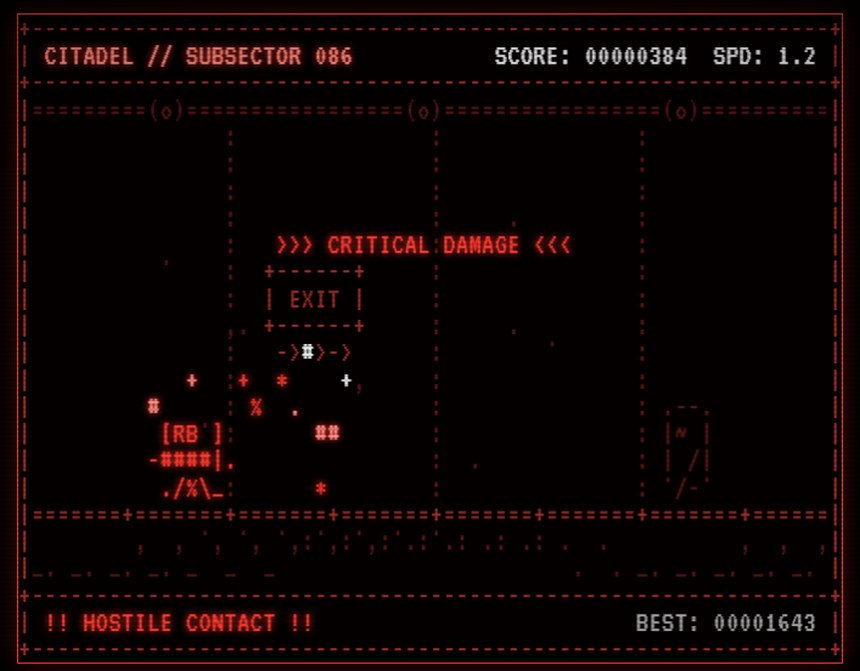 CITADEL // SUBSECTOR 086
SCORE: 00000384 SPD: 1.2
>>> CRITICAL DAMAGE <<<
EXIT
[RB ]
!! HOSTILE CONTACT !!
BEST: 00001643